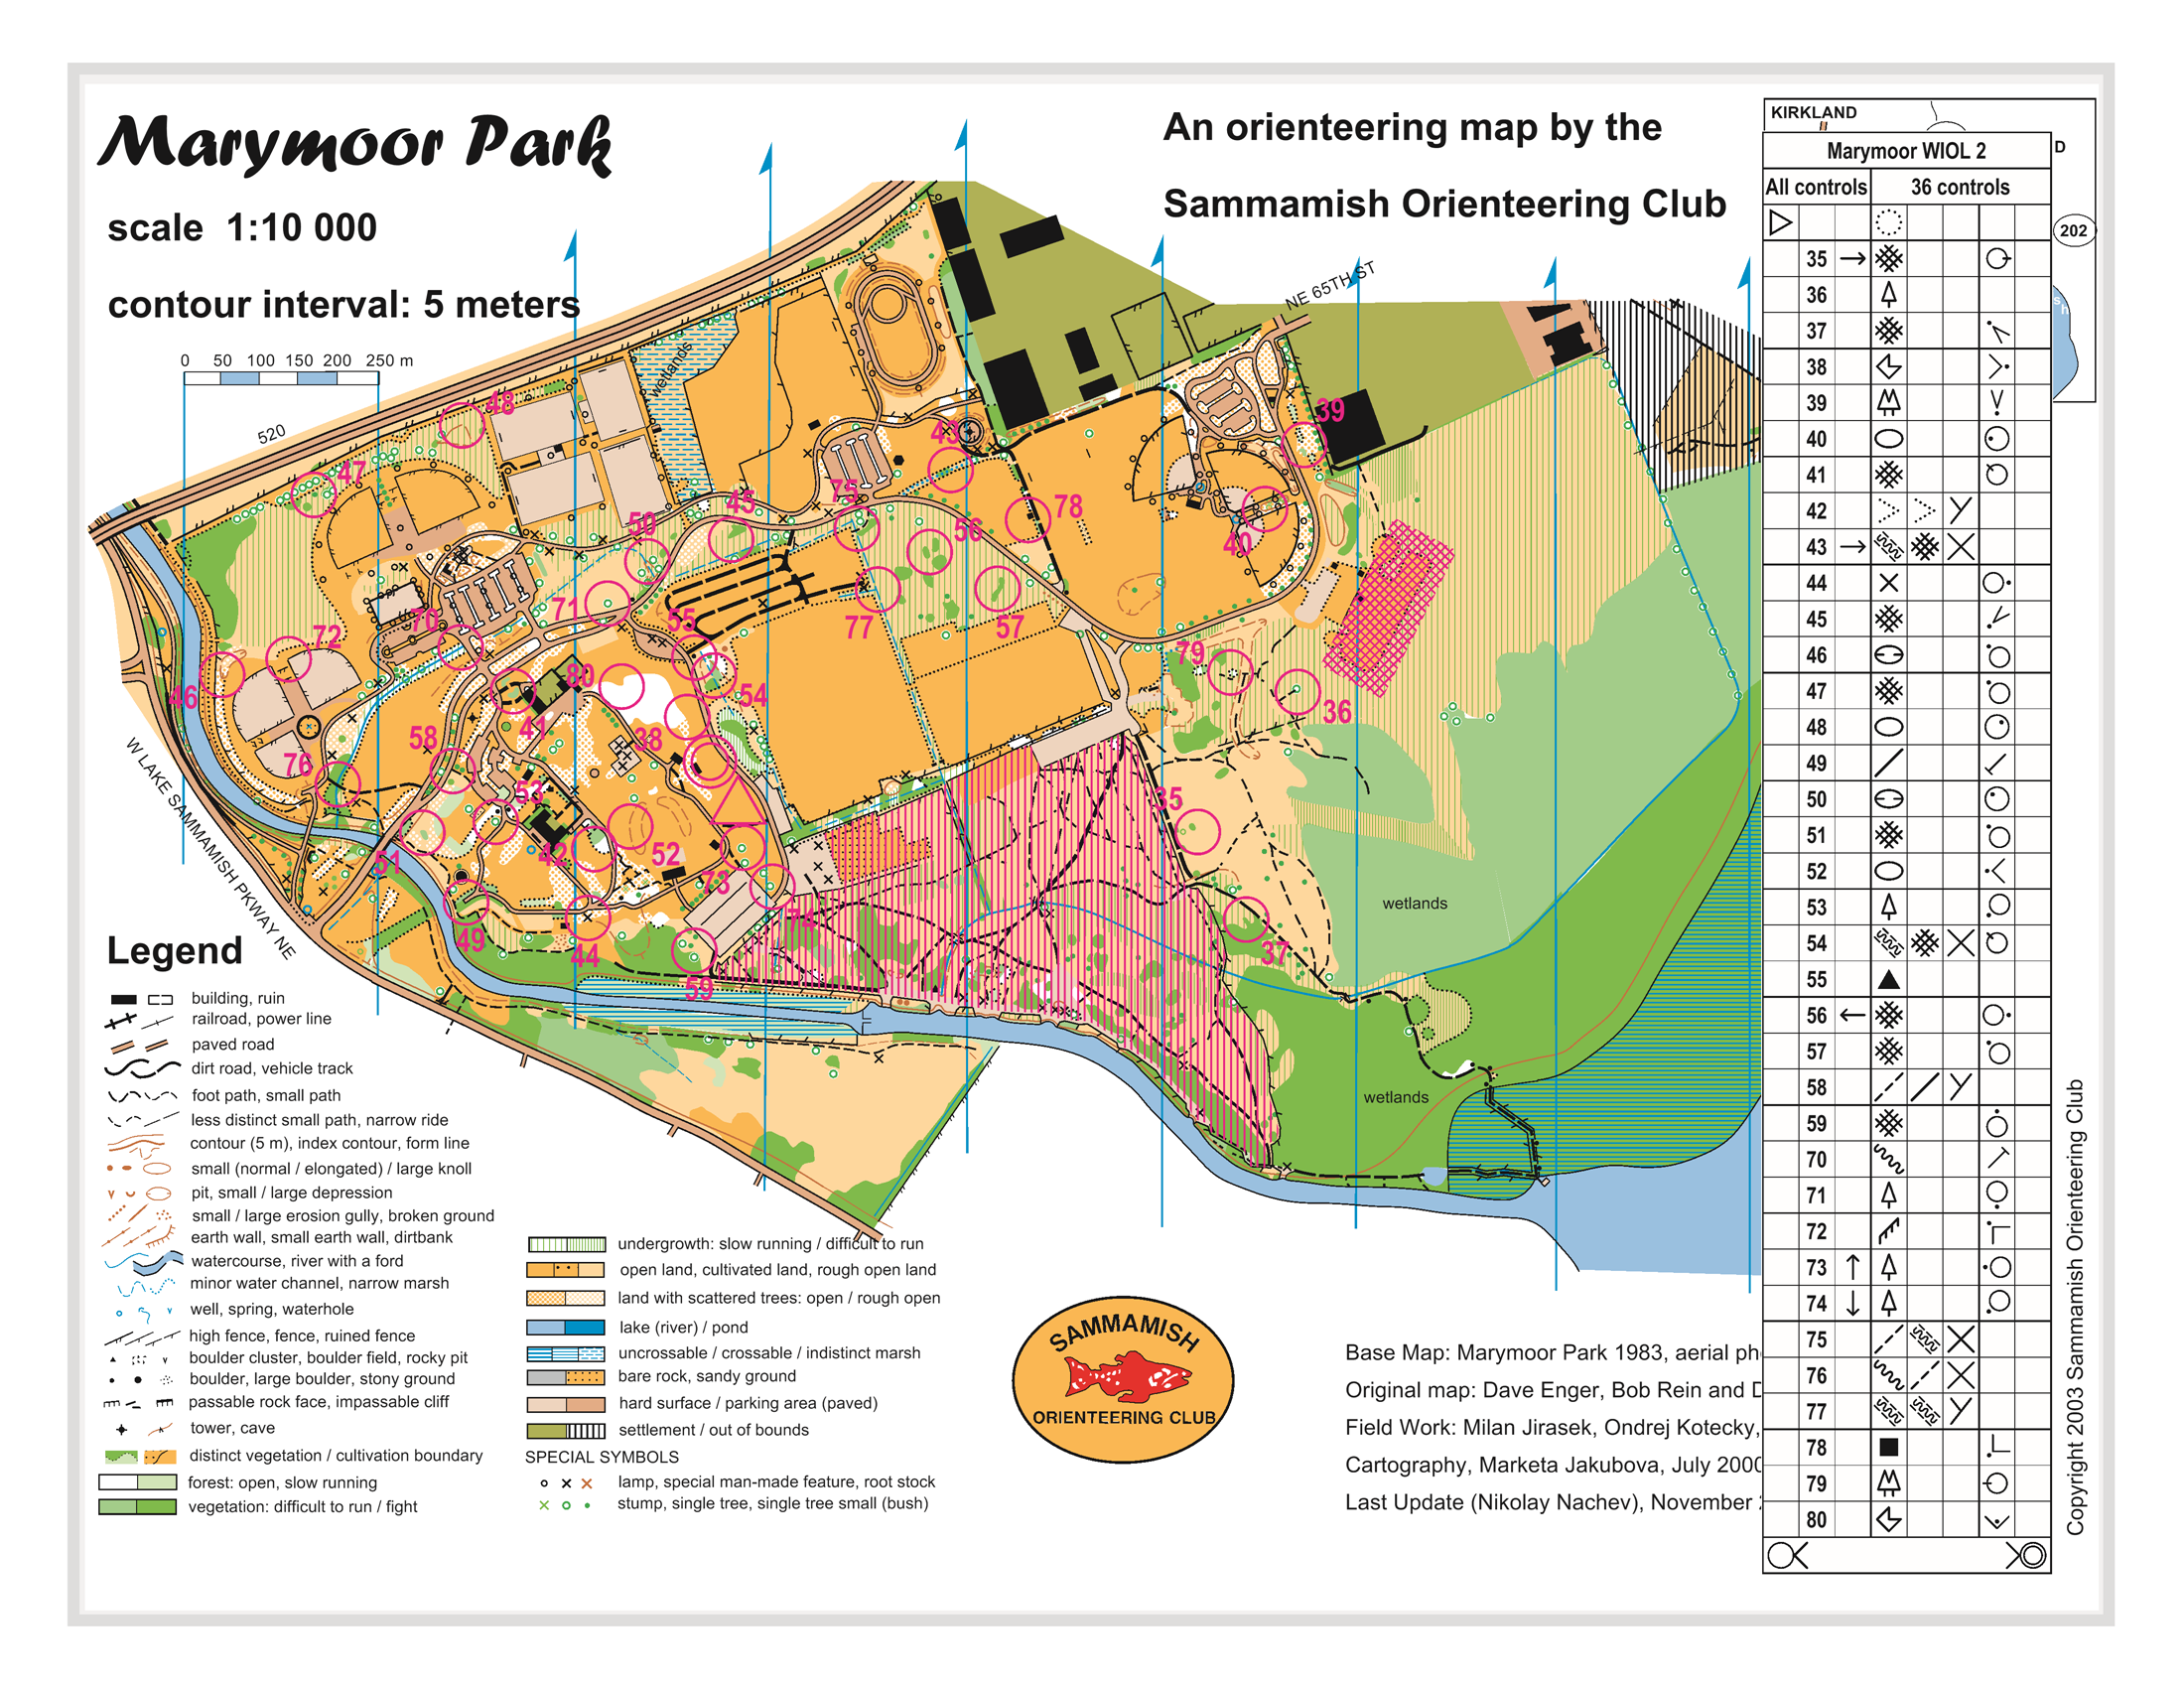 Marymoor Park
scale 1:10 000
contour interval: 5 meters
0 50 100 150 200 250 m
An orienteering map by the
Sammamish Orienteering Club
KIRKLAND
D
202
NE 65TH ST
520
W LAKE SAMMAMISH PKWAY NE
wetlands
wetlands
wetlands
48
47
43
39
45
75
50
56
78
40
71
55
77
57
70
72
46
80
54
79
36
41
58
38
76
53
35
51
42
52
73
74
49
44
59
37
Marymoor WIOL 2
All controls 36 controls
35
36
37
38
39
40
41
42
43
44
45
46
47
48
49
50
51
52
53
54
55
56
57
58
59
70
71
72
73
74
75
76
77
78
79
80
Legend
building, ruin
railroad, power line
paved road
dirt road, vehicle track
foot path, small path
less distinct small path, narrow ride
contour (5 m), index contour, form line
small (normal / elongated) / large knoll
pit, small / large depression
small / large erosion gully, broken ground
earth wall, small earth wall, dirtbank
watercourse, river with a ford
minor water channel, narrow marsh
well, spring, waterhole
high fence, fence, ruined fence
boulder cluster, boulder field, rocky pit
boulder, large boulder, stony ground
passable rock face, impassable cliff
tower, cave
distinct vegetation / cultivation boundary
forest: open, slow running
vegetation: difficult to run / fight
undergrowth: slow running / difficult to run
open land, cultivated land, rough open land
land with scattered trees: open / rough open
lake (river) / pond
uncrossable / crossable / indistinct marsh
bare rock, sandy ground
hard surface / parking area (paved)
settlement / out of bounds
SPECIAL SYMBOLS
lamp, special man-made feature, root stock
stump, single tree, single tree small (bush)
SAMMAMISH
ORIENTEERING CLUB
Base Map: Marymoor Park 1983, aerial ph
Original map: Dave Enger, Bob Rein and D
Field Work: Milan Jirasek, Ondrej Kotecky,
Cartography, Marketa Jakubova, July 2000
Last Update (Nikolay Nachev), November
Copyright 2003 Sammamish Orienteering Club